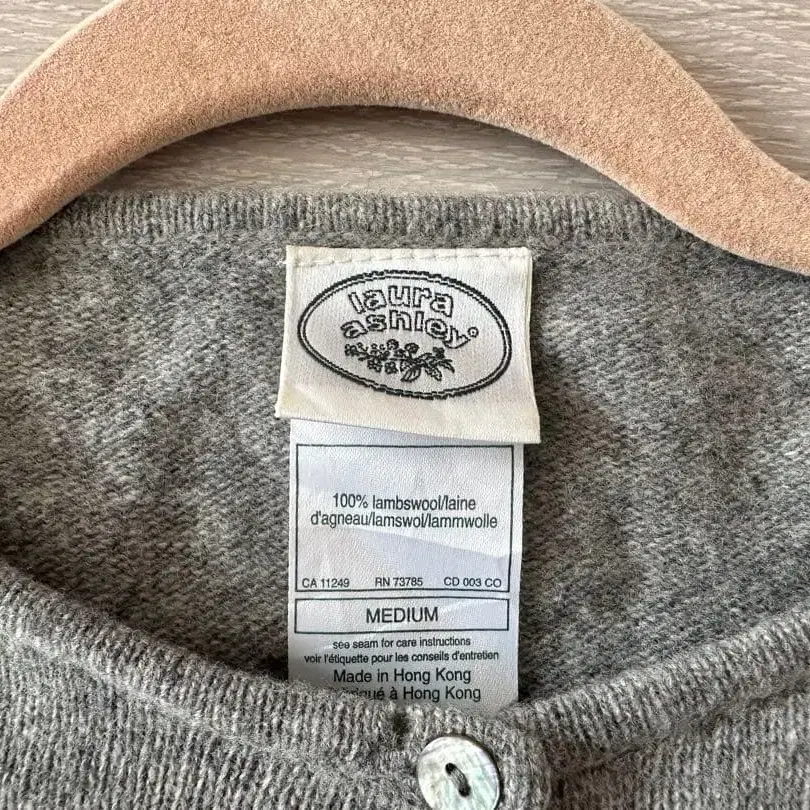 laura
ashley®
100% lambswool/laine
d'agneau/lamswol/lammwolle
CA 11249 RN 73785 CD 003 CO
MEDIUM
see seam for care instructions
voir l'étiquette pour les conseils d'entretien
Made in Hong Kong
à Hong Kong